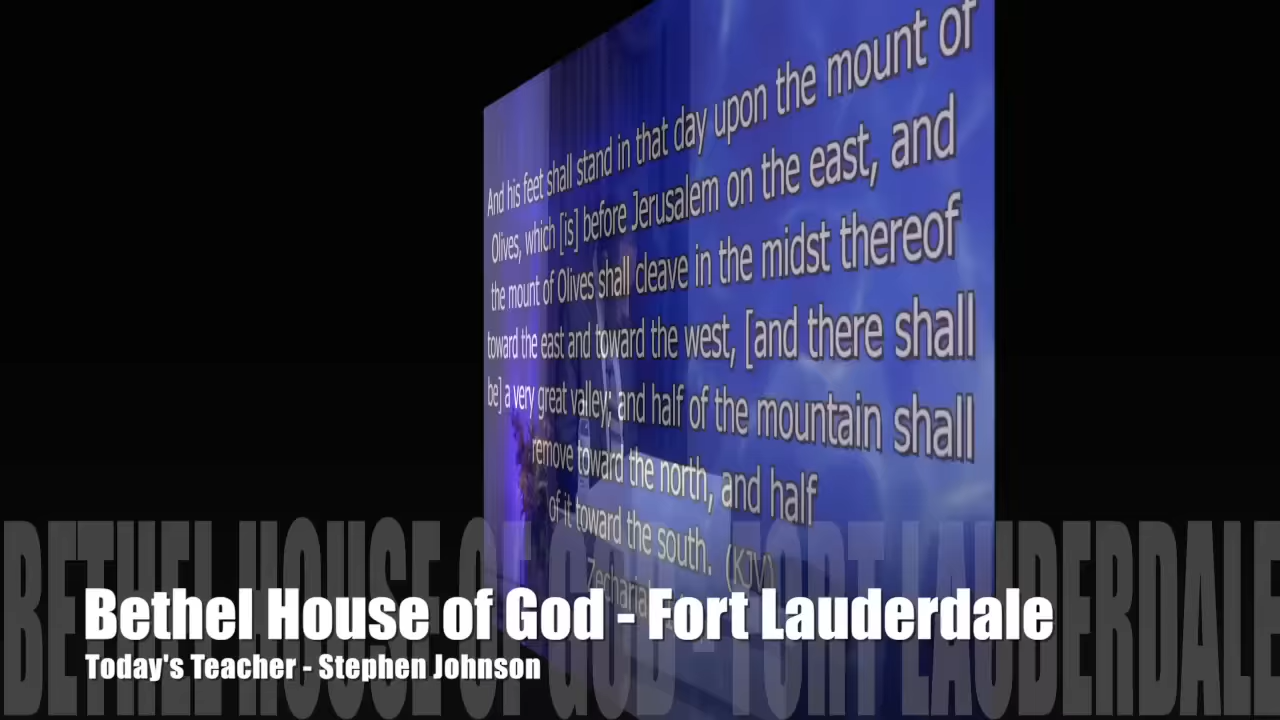 And his feet shall stand in that day upon the mount of
Olives, which [is] before Jerusalem on the east, and
the mount of Olives shall cleave in the midst thereof
toward the east and toward the west, [and there shall
be] a very great valley; and half of the mountain shall
remove toward the north, and half
of it toward the south. (KJV)
Zechariah
BETHEL HOUSE OF GOD - FORT LAUDERDALE
Bethel House of God - Fort Lauderdale
Today's Teacher - Stephen Johnson